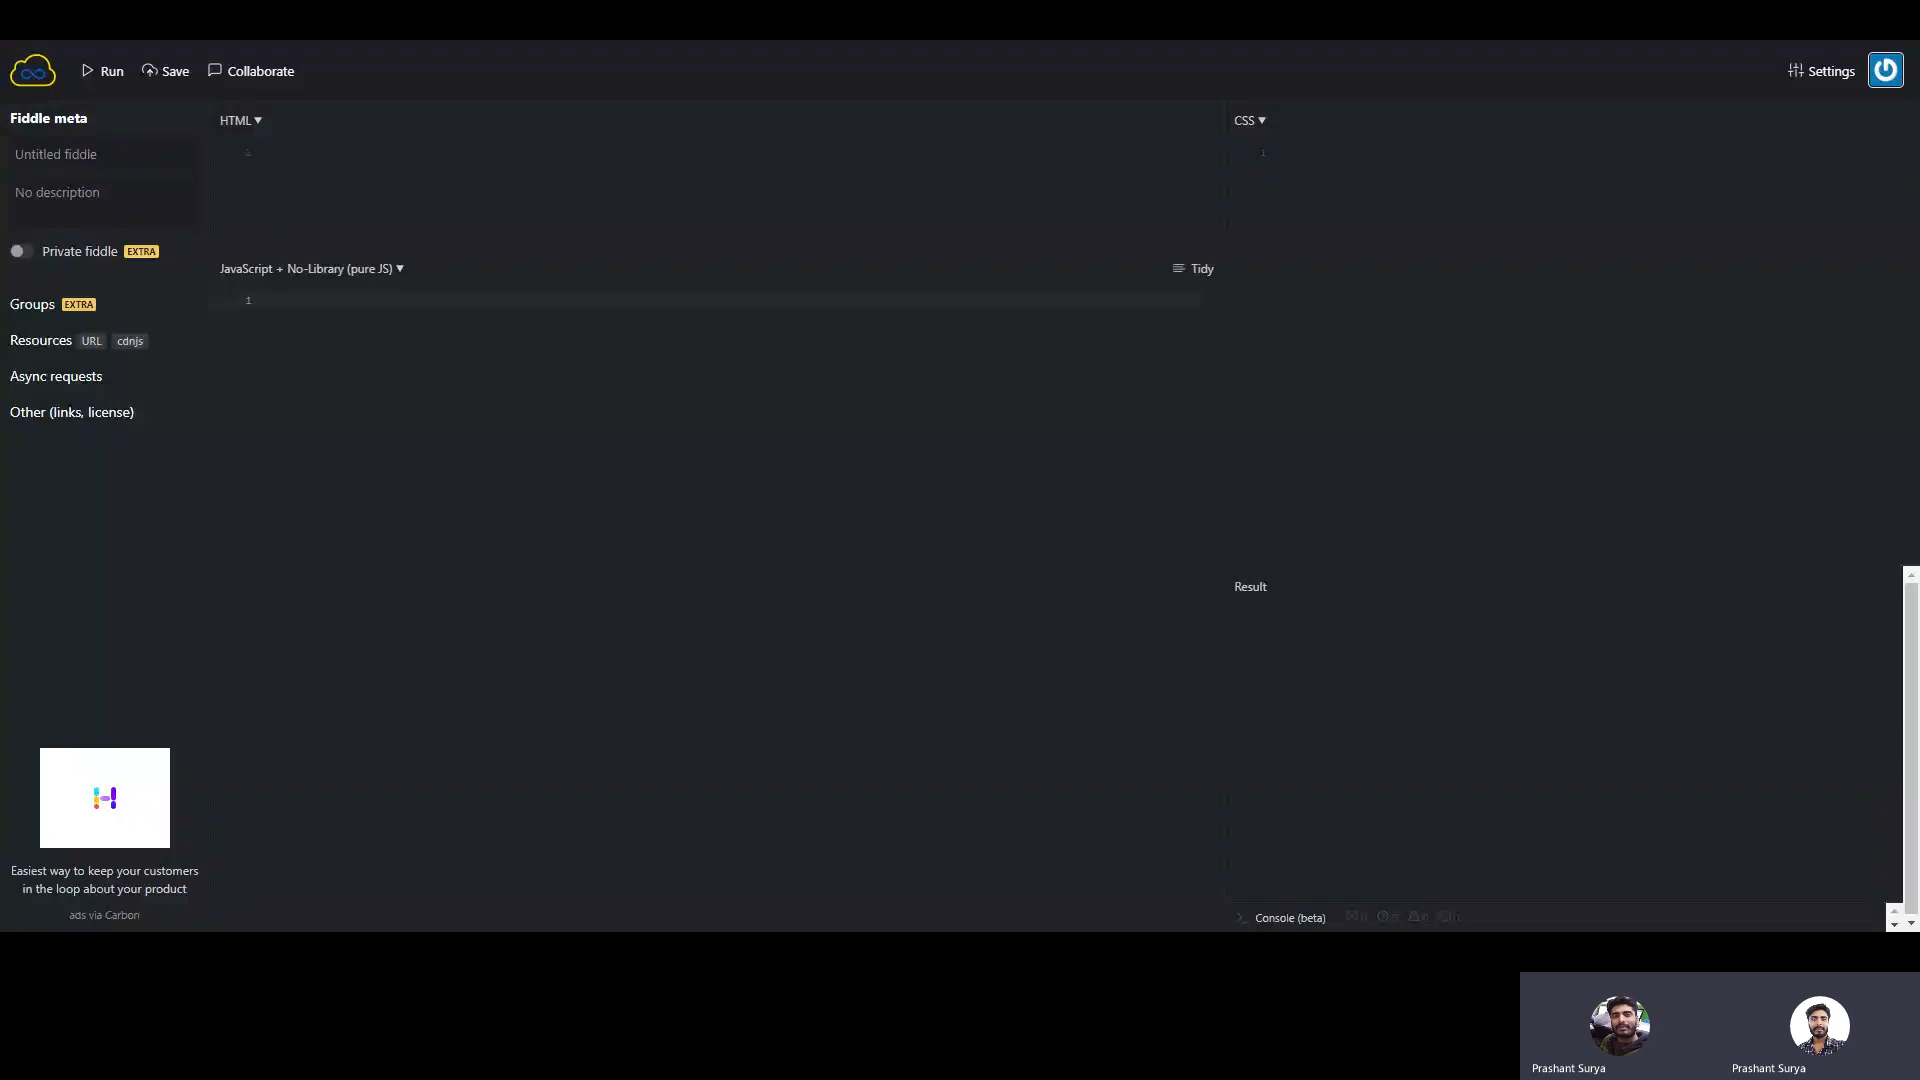 Run
Save
Collaborate
Settings
Fiddle meta
Untitled fiddle
No description
Private fiddle EXTRA
Groups EXTRA
Resources URL cdnjs
Async requests
Other (links, license)
HTML ▼
1
CSS ▼
1
JavaScript + No-Library (pure JS) ▼
Tidy
1
Result
Easiest way to keep your customers
in the loop about your product
ads via Carbon
Console (beta)
Prashant Surya
Prashant Surya